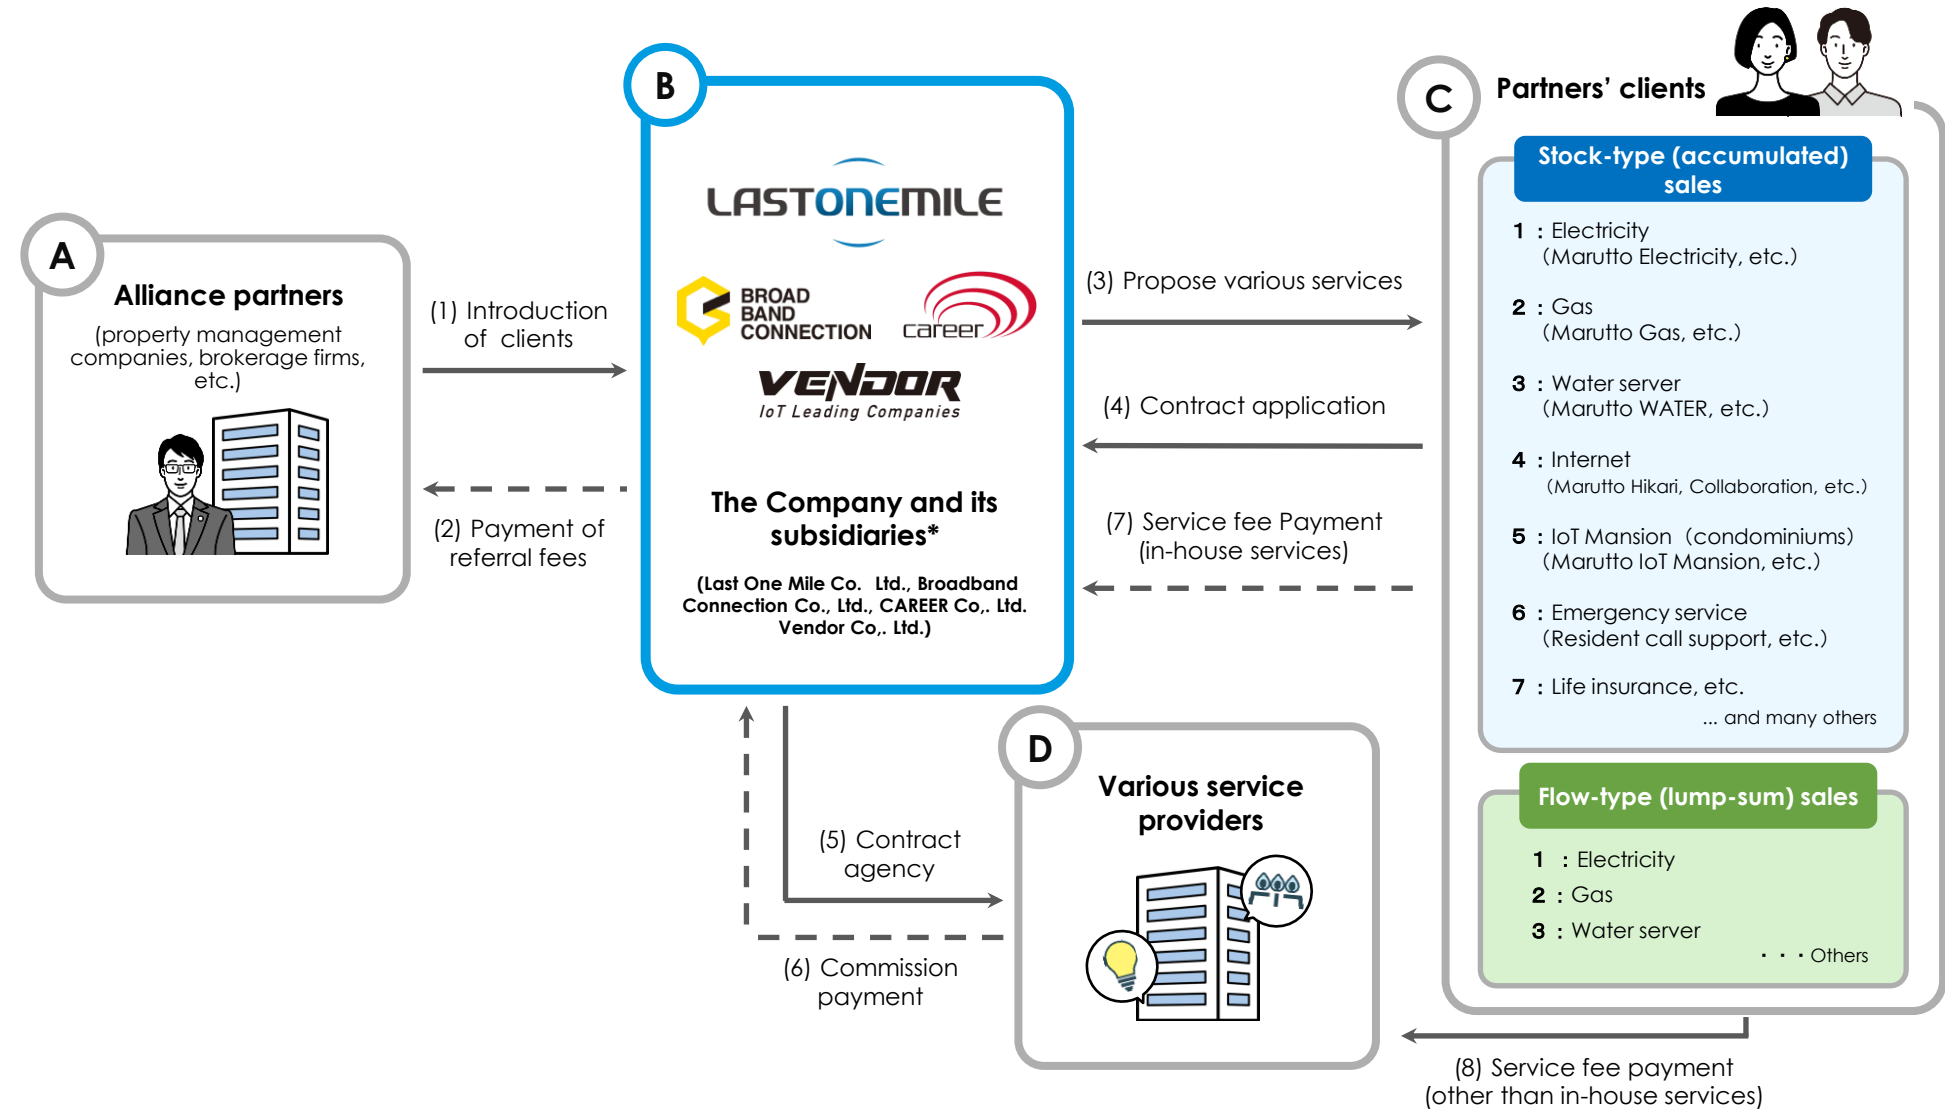 A
Alliance partners
(property management
companies, brokerage firms,
etc.)
(1) Introduction
of clients
(2) Payment of
referral fees
B
LASTONEMILE
BROAD
BAND
CONNECTION
career
VENDOR
IoT Leading Companies
The Company and its
subsidiaries*
(Last One Mile Co. Ltd., Broadband
Connection Co., Ltd., CAREER Co,. Ltd.
Vendor Co,. Ltd.)
(3) Propose various services
(4) Contract application
(7) Service fee Payment
(in-house services)
(5) Contract
agency
(6) Commission
payment
D
Various service
providers
C
Partners’ clients
Stock-type (accumulated)
sales
1 : Electricity
(Marutto Electricity, etc.)
2 : Gas
(Marutto Gas, etc.)
3 : Water server
(Marutto WATER, etc.)
4 : Internet
(Marutto Hikari, Collaboration, etc.)
5 : IoT Mansion (condominiums)
(Marutto IoT Mansion, etc.)
6 : Emergency service
(Resident call support, etc.)
7 : Life insurance, etc.
... and many others
Flow-type (lump-sum) sales
1 : Electricity
2 : Gas
3 : Water server
・・・Others
(8) Service fee payment
(other than in-house services)